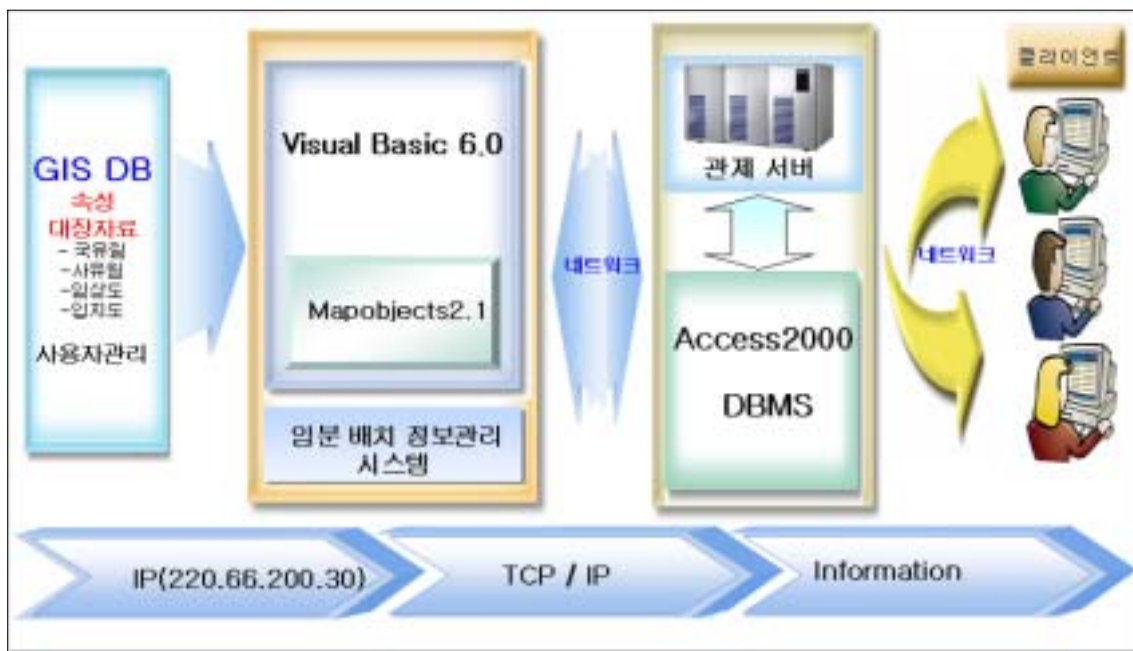 GIS DB
속성
대장자료
- 국유림
-사유림
-임상도
-입지도
사용자관리
Visual Basic 6.0
Mapobjects2.1
임분 배치 정보관리
시스템
네트워크
관제 서버
Access2000
DBMS
네트워크
클라이언트
IP(220.66.200.30)
TCP / IP
Information